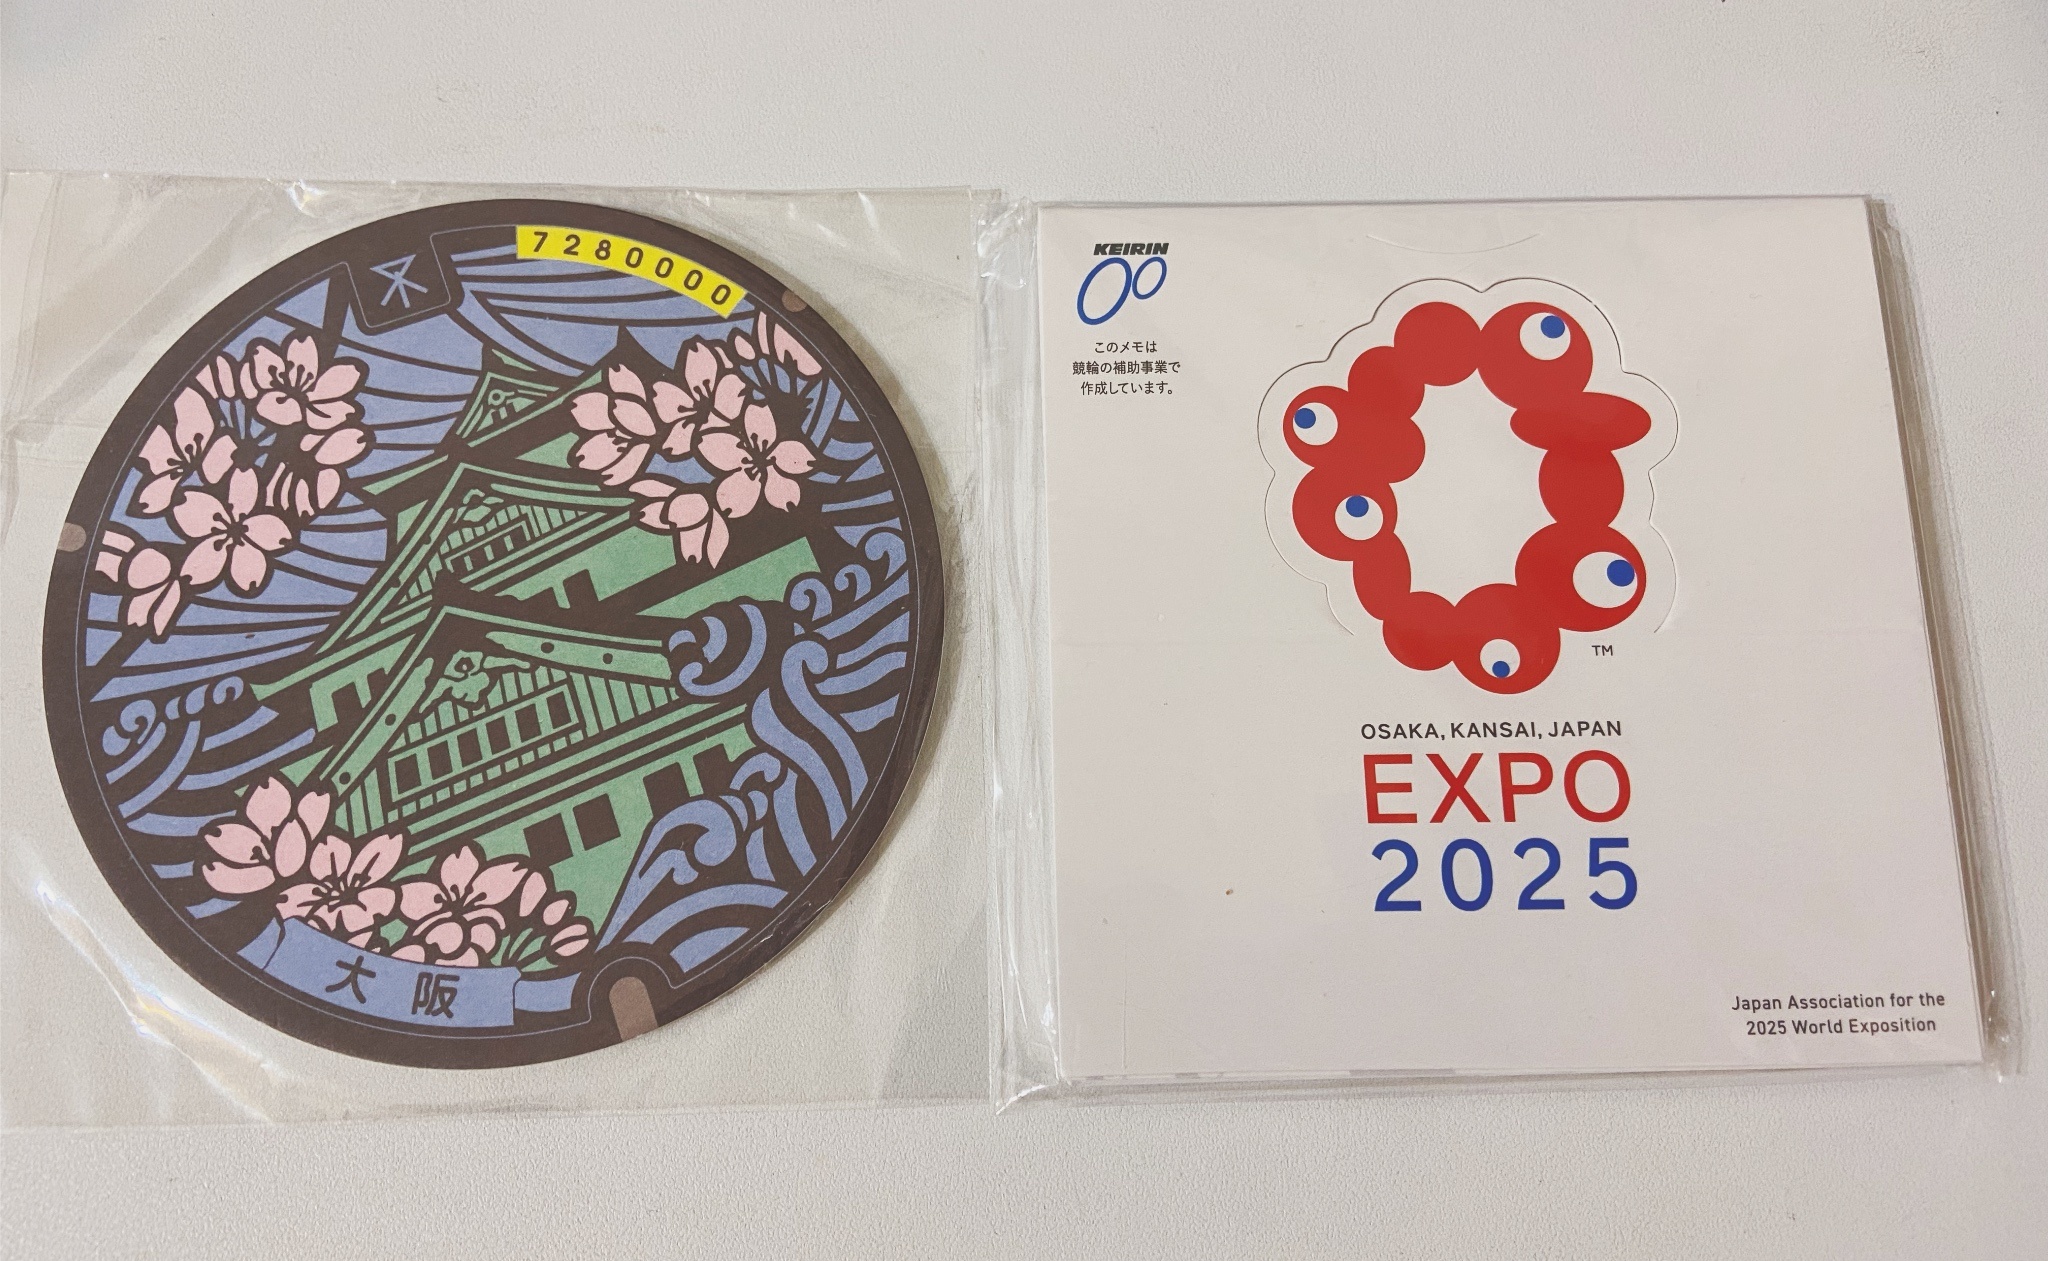 7280000
大阪
KEIRIN
このメモは
競輪の補助事業で
作成しています。
TM
OSAKA, KANSAI, JAPAN
EXPO
2025
Japan Association for the
2025 World Exposition